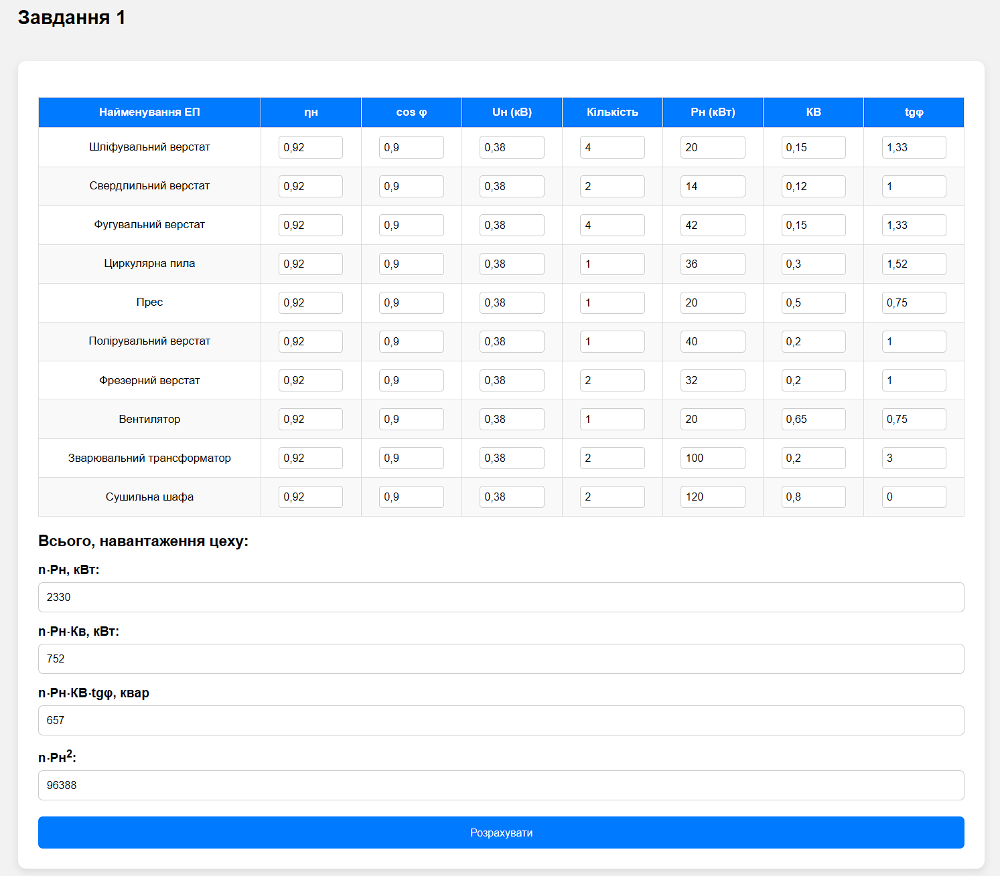 Завдання 1
Найменування ЕП ηн cos φ Uн (кВ) Кількість Рн (кВт) КВ tgφ
Шліфувальний верстат 0,92 0,9 0,38 4 20 0,15 1,33
Свердлильний верстат 0,92 0,9 0,38 2 14 0,12 1
Фугувальний верстат 0,92 0,9 0,38 4 42 0,15 1,33
Циркулярна пила 0,92 0,9 0,38 1 36 0,3 1,52
Прес 0,92 0,9 0,38 1 20 0,5 0,75
Полірувальний верстат 0,92 0,9 0,38 1 40 0,2 1
Фрезерний верстат 0,92 0,9 0,38 2 32 0,2 1
Вентилятор 0,92 0,9 0,38 1 20 0,65 0,75
Зварювальний трансформатор 0,92 0,9 0,38 2 100 0,2 3
Сушильна шафа 0,92 0,9 0,38 2 120 0,8 0
Всього, навантаження цеху:
n·Рн, кВт:
2330
n·Рн·Кв, кВт:
752
n·Рн·КВ·tgφ, квар
657
n·Рн²:
96388
Розрахувати